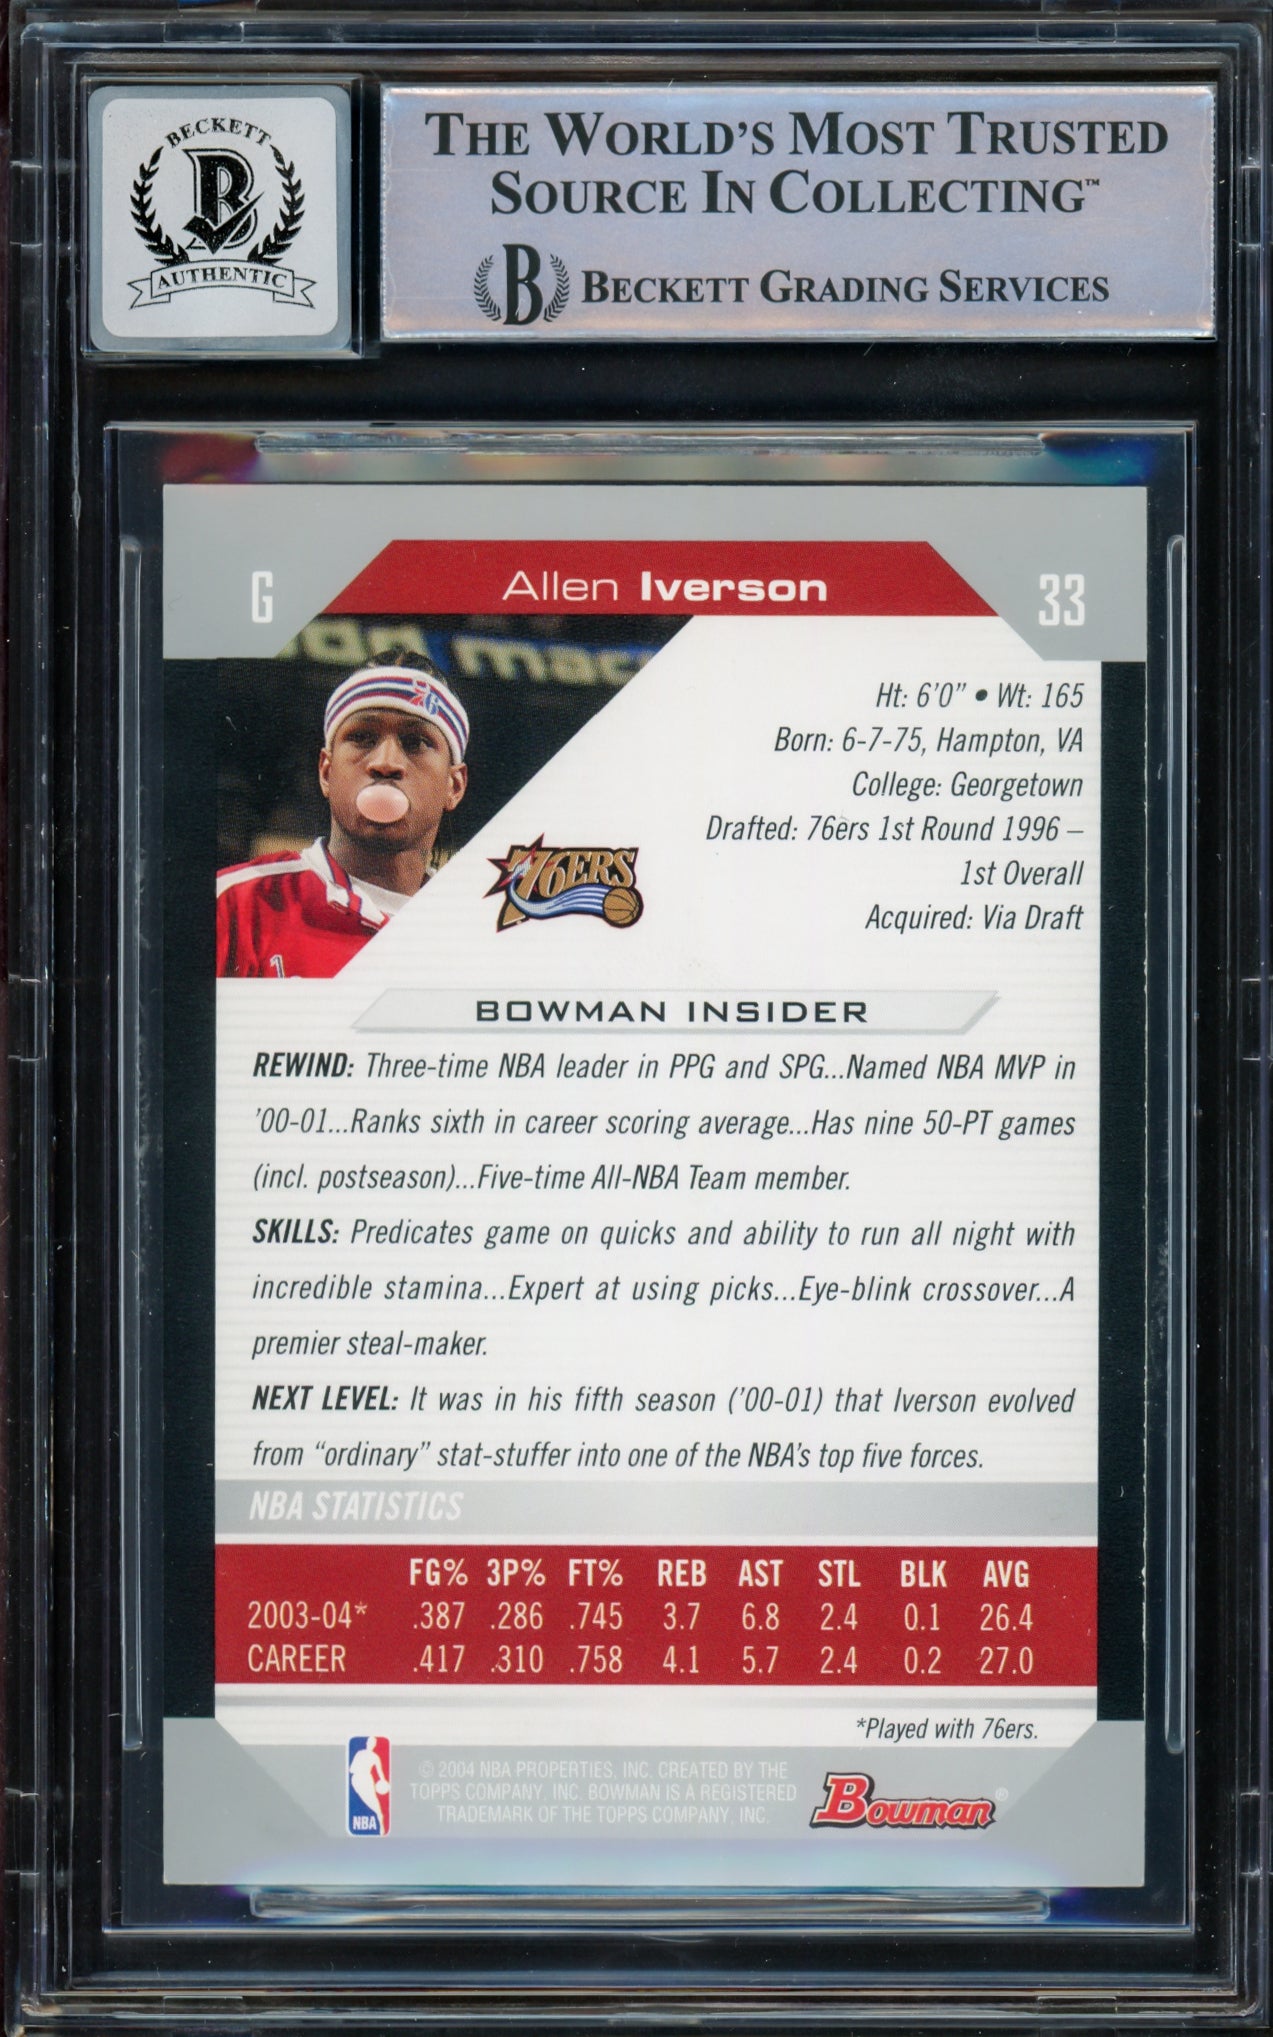 BECKETT
B
AUTHENTIC
THE WORLD'S MOST TRUSTED
SOURCE IN COLLECTING™
B BECKETT GRADING SERVICES
G
Allen Iverson
33
76
1
76ERS
Ht: 6'0" • Wt: 165
Born: 6-7-75, Hampton, VA
College: Georgetown
Drafted: 76ers 1st Round 1996 –
1st Overall
Acquired: Via Draft
BOWMAN INSIDER
REWIND: Three-time NBA leader in PPG and SPG...Named NBA MVP in
'00-01...Ranks sixth in career scoring average...Has nine 50-PT games
(incl. postseason)...Five-time All-NBA Team member.
SKILLS: Predicates game on quicks and ability to run all night with
incredible stamina...Expert at using picks...Eye-blink crossover...A
premier steal-maker.
NEXT LEVEL: It was in his fifth season ('00-01) that Iverson evolved
from “ordinary” stat-stuffer into one of the NBA's top five forces.
NBA STATISTICS
FG% 3P% FT% REB AST STL BLK AVG
2003-04* .387 .286 .745 3.7 6.8 2.4 0.1 26.4
CAREER .417 .310 .758 4.1 5.7 2.4 0.2 27.0
*Played with 76ers.
NBA
© 2004 NBA PROPERTIES, INC. CREATED BY THE
TOPPS COMPANY, INC. BOWMAN IS A REGISTERED
TRADEMARK OF THE TOPPS COMPANY, INC.
Bowman®